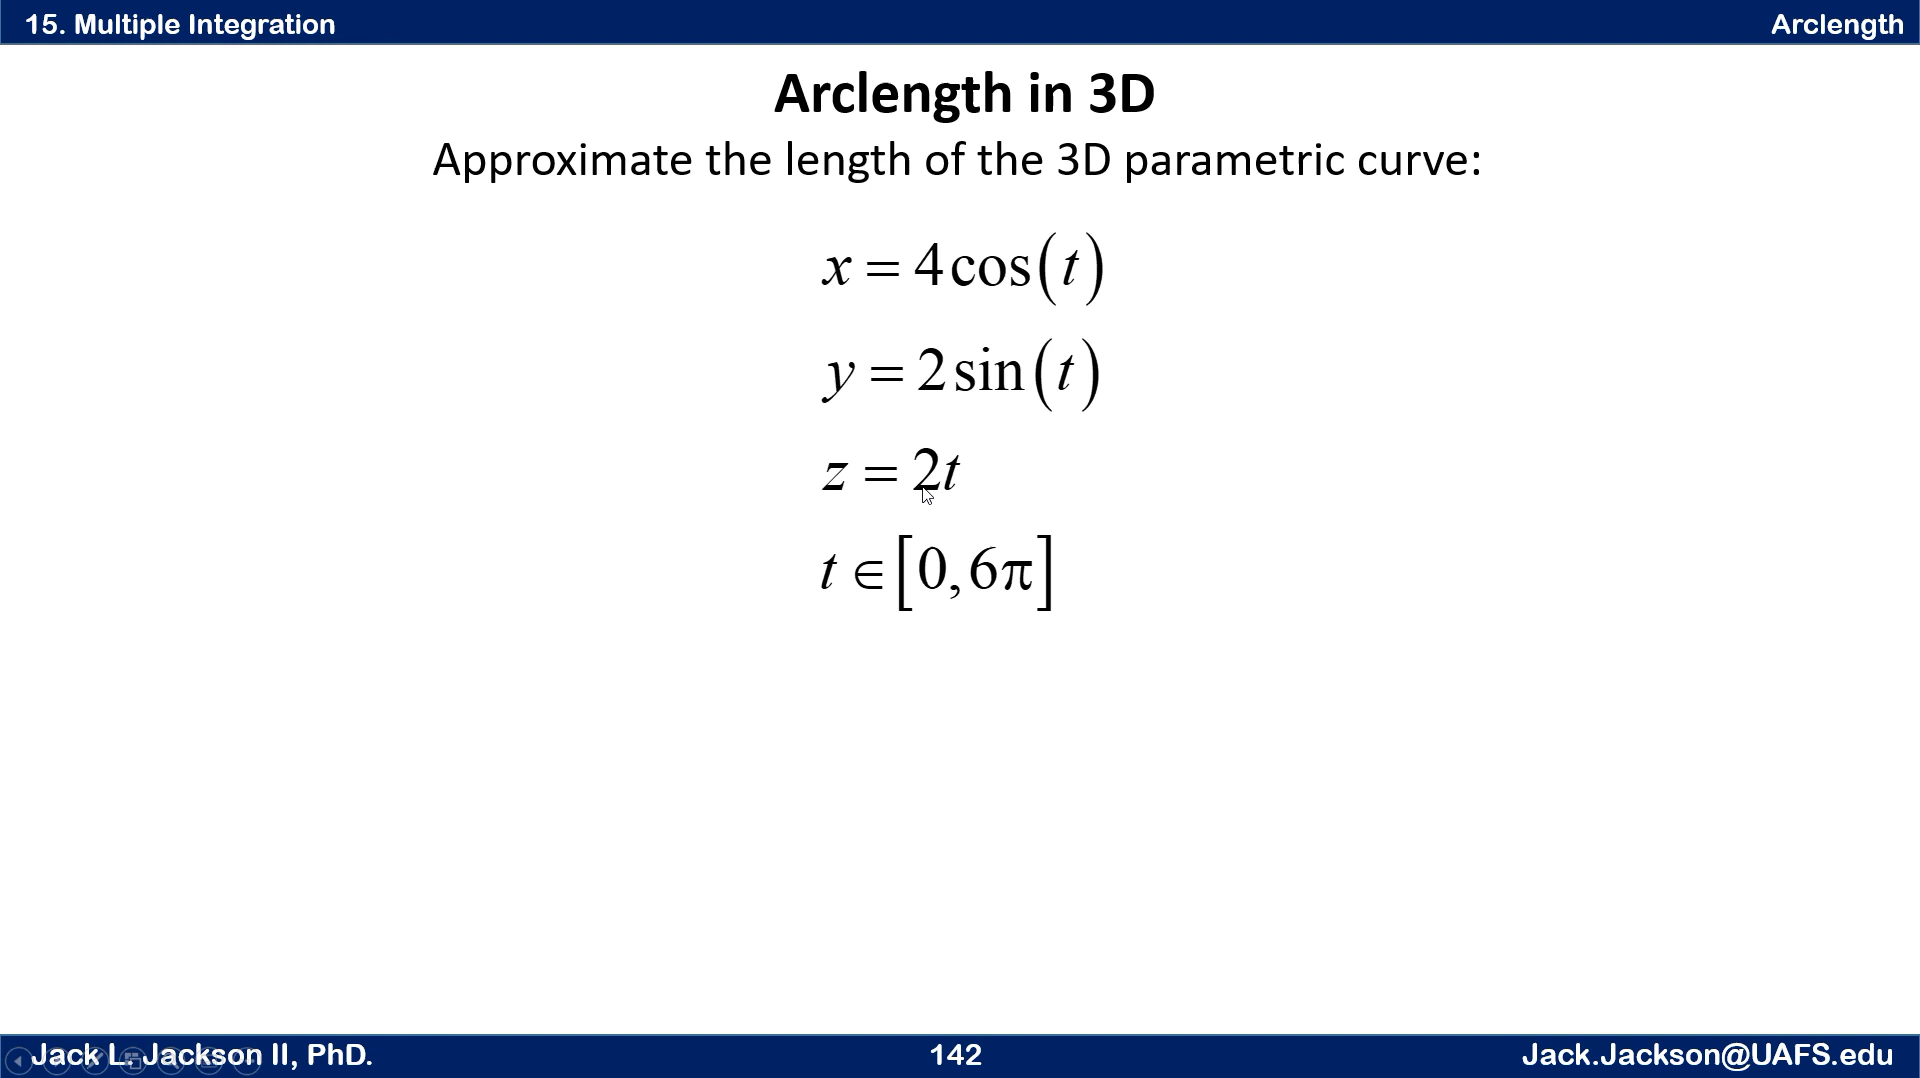 15. Multiple Integration
Arclength
Arclength in 3D
Approximate the length of the 3D parametric curve:
x = 4cos(t)
y = 2sin(t)
z = 2t
t ∈ [0, 6π]
Jack L. Jackson II, PhD.
142
Jack.Jackson@UAFS.edu